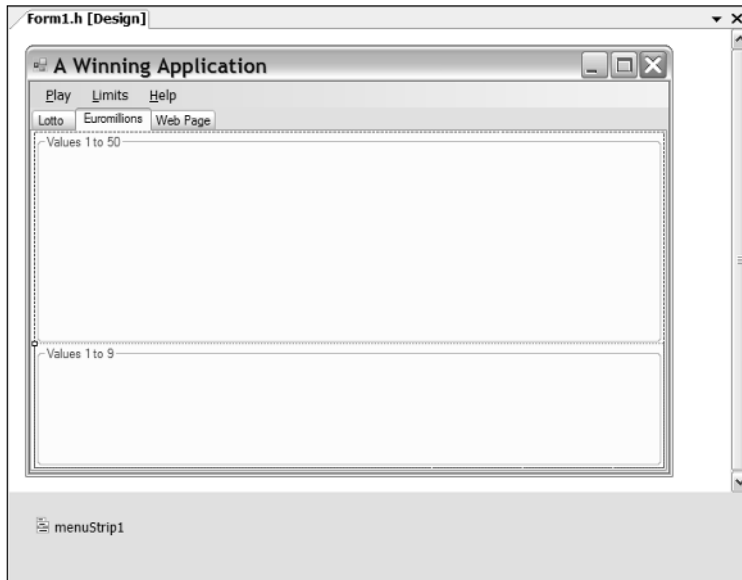 Form1.h [Design]
A Winning Application
Play Limits Help
Lotto Euromilions Web Page
Values 1 to 50
Values 1 to 9
menuStrip1